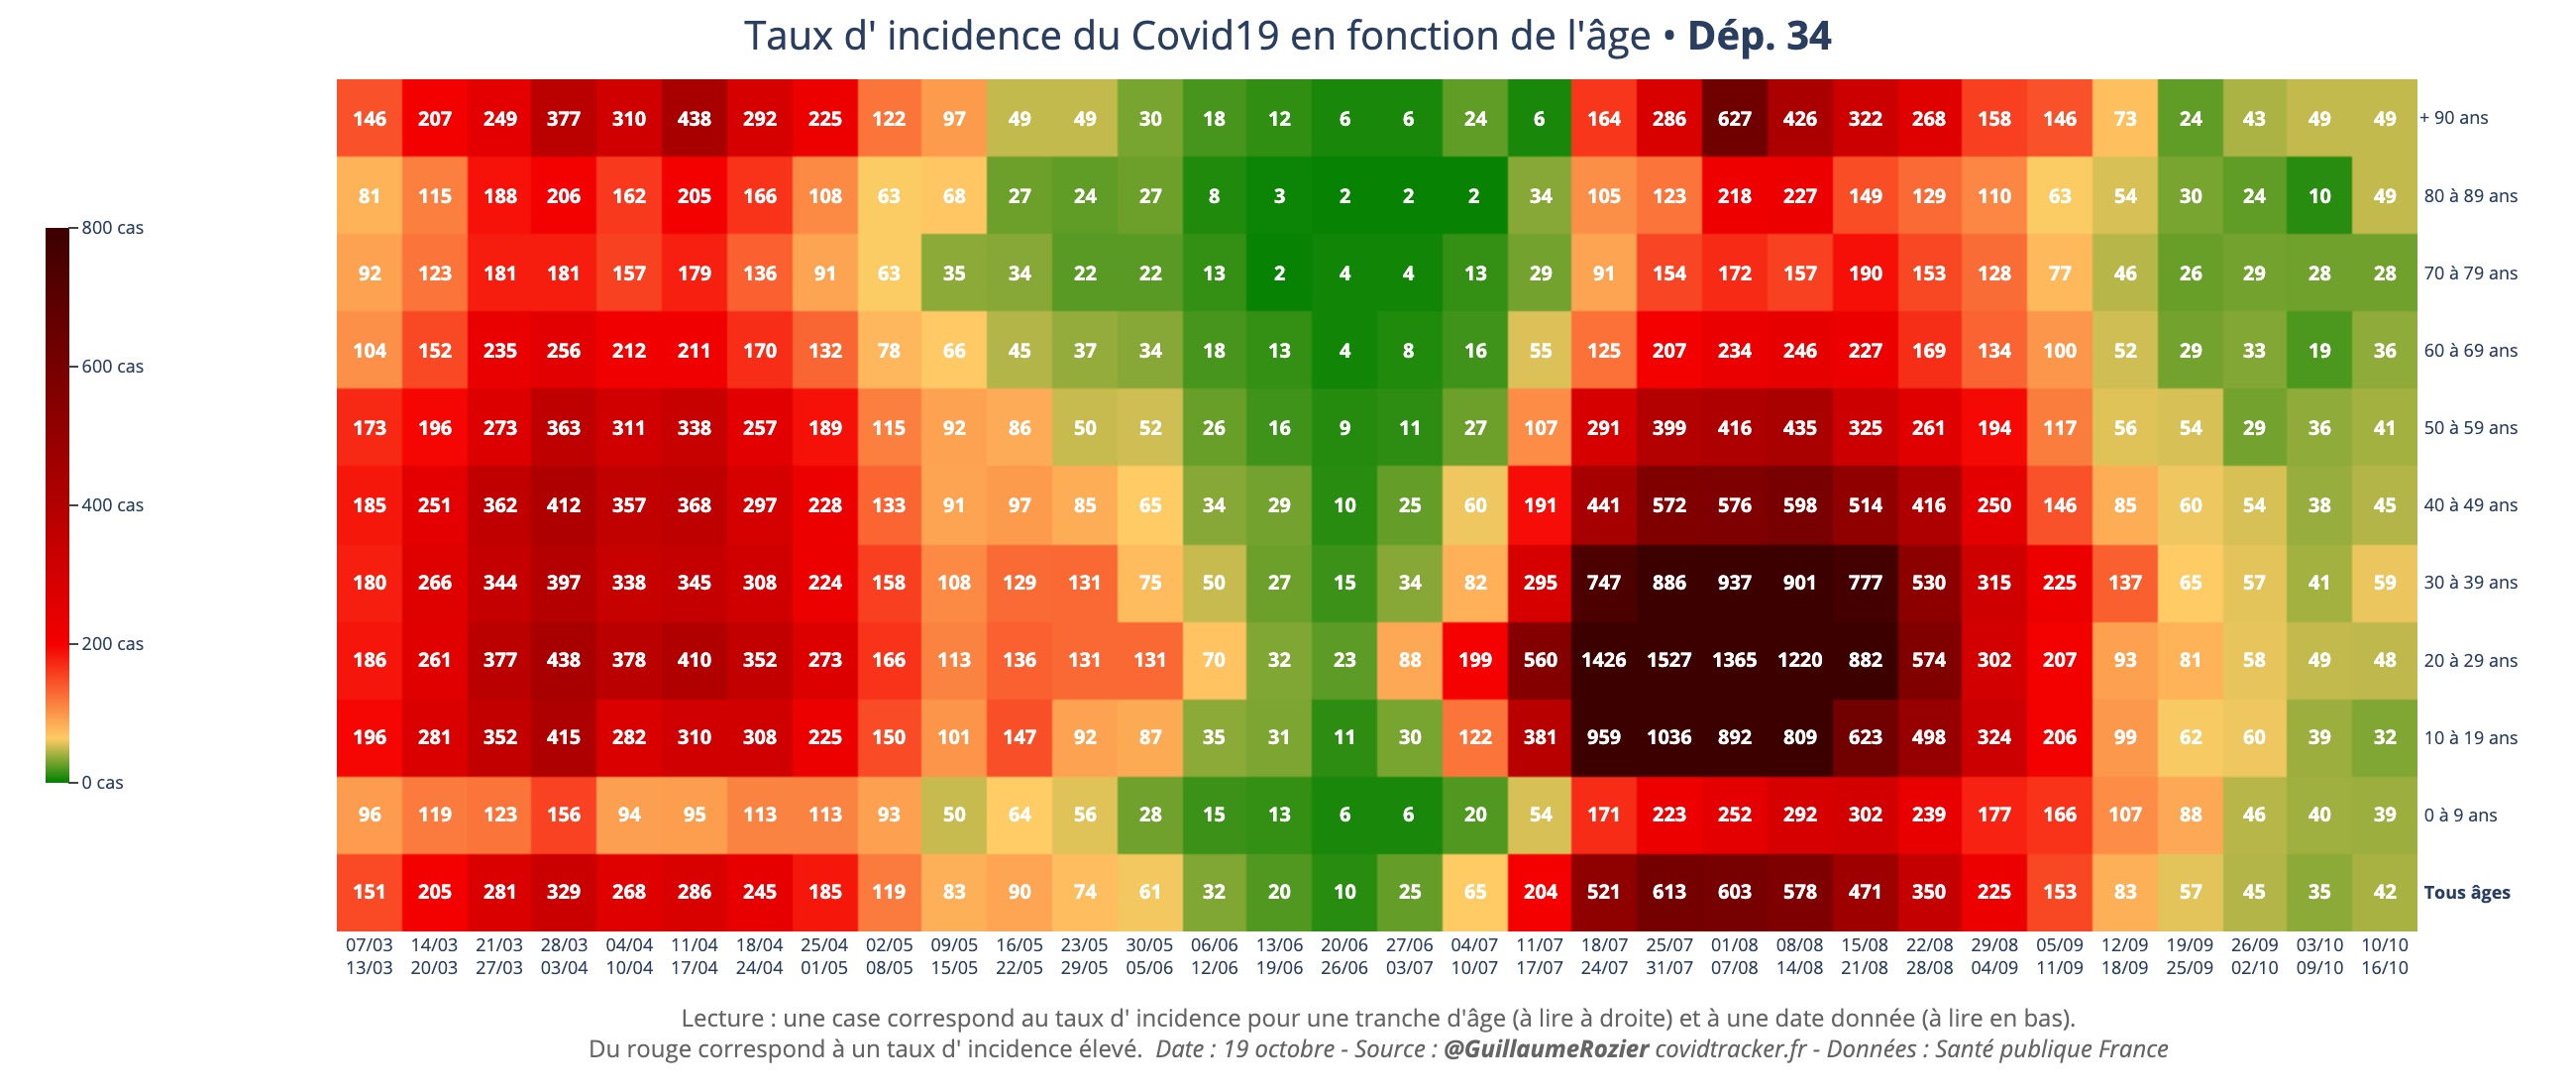 Taux d' incidence du Covid19 en fonction de l'âge • Dép. 34
146 207 249 377 310 438 292 225 122 97 49 49 30 18 12 6 6 24 6 164 286 627 426 322 268 158 146 73 24 43 49 49 + 90 ans
81 115 188 206 162 205 166 108 63 68 27 24 27 8 3 2 2 2 34 105 123 218 227 149 129 110 63 54 30 24 10 49 80 à 89 ans
800 cas
92 123 181 181 157 179 136 91 63 35 34 22 22 13 2 4 4 13 29 91 154 172 157 190 153 128 77 46 26 29 28 28 70 à 79 ans
104 152 235 256 212 211 170 132 78 66 45 37 34 18 13 4 8 16 55 125 207 234 246 227 169 134 100 52 29 33 19 36 60 à 69 ans
600 cas
173 196 273 363 311 338 257 189 115 92 86 50 52 26 16 9 11 27 107 291 399 416 435 325 261 194 117 56 54 29 36 41 50 à 59 ans
400 cas
185 251 362 412 357 368 297 228 133 91 97 85 65 34 29 10 25 60 191 441 572 576 598 514 416 250 146 85 60 54 38 45 40 à 49 ans
180 266 344 397 338 345 308 224 158 108 129 131 75 50 27 15 34 82 295 747 886 937 901 777 530 315 225 137 65 57 41 59 30 à 39 ans
200 cas
186 261 377 438 378 410 352 273 166 113 136 131 131 70 32 23 88 199 560 1426 1527 1365 1220 882 574 302 207 93 81 58 49 48 20 à 29 ans
196 281 352 415 282 310 308 225 150 101 147 92 87 35 31 11 30 122 381 959 1036 892 809 623 498 324 206 99 62 60 39 32 10 à 19 ans
0 cas
96 119 123 156 94 95 113 113 93 50 64 56 28 15 13 6 6 20 54 171 223 252 292 302 239 177 166 107 88 46 40 39 0 à 9 ans
151 205 281 329 268 286 245 185 119 83 90 74 61 32 20 10 25 65 204 521 613 603 578 471 350 225 153 83 57 45 35 42 Tous âges
07/03 14/03 21/03 28/03 04/04 11/04 18/04 25/04 02/05 09/05 16/05 23/05 30/05 06/06 13/06 20/06 27/06 04/07 11/07 18/07 25/07 01/08 08/08 15/08 22/08 29/08 05/09 12/09 19/09 26/09 03/10 10/10
13/03 20/03 27/03 03/04 10/04 17/04 24/04 01/05 08/05 15/05 22/05 29/05 05/06 12/06 19/06 26/06 03/07 10/07 17/07 24/07 31/07 07/08 14/08 21/08 28/08 04/09 11/09 18/09 25/09 02/10 09/10 16/10
Lecture : une case correspond au taux d' incidence pour une tranche d'âge (à lire à droite) et à une date donnée (à lire en bas).
Du rouge correspond à un taux d' incidence élevé. Date : 19 octobre - Source : @GuillaumeRozier covidtracker.fr - Données : Santé publique France